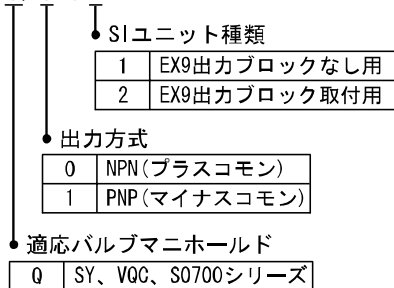 SIユニット種類
1 EX9出力ブロックなし用
2 EX9出力ブロック取付用
出力方式
0 NPN(プラスコモン)
1 PNP(マイナスコモン)
適応バルブマニホールド
Q SY、VQC、S0700シリーズ